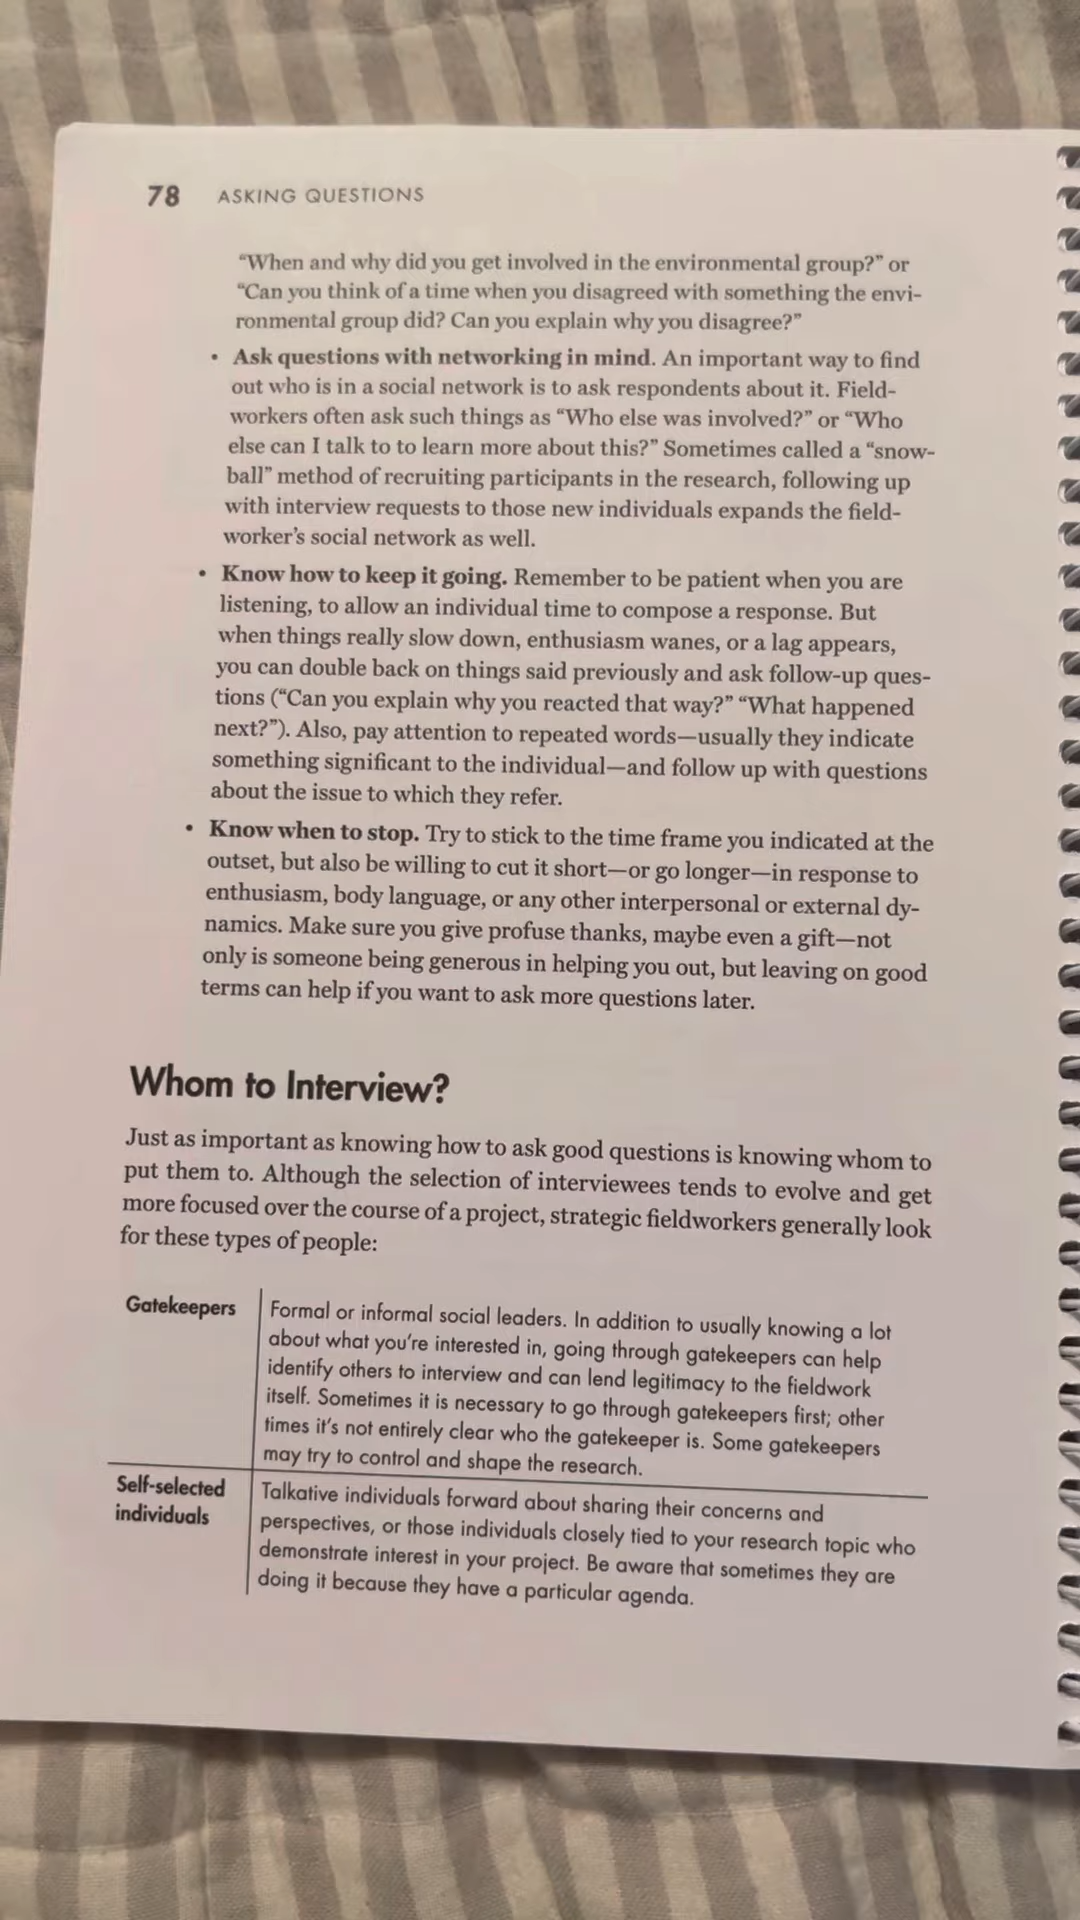 78 ASKING QUESTIONS
“When and why did you get involved in the environmental group?” or
“Can you think of a time when you disagreed with something the envi-
ronmental group did? Can you explain why you disagree?”
• Ask questions with networking in mind. An important way to find
out who is in a social network is to ask respondents about it. Field-
workers often ask such things as “Who else was involved?” or “Who
else can I talk to to learn more about this?” Sometimes called a “snow-
ball” method of recruiting participants in the research, following up
with interview requests to those new individuals expands the field-
worker’s social network as well.
• Know how to keep it going. Remember to be patient when you are
listening, to allow an individual time to compose a response. But
when things really slow down, enthusiasm wanes, or a lag appears,
you can double back on things said previously and ask follow-up ques-
tions (“Can you explain why you reacted that way?” “What happened
next?”). Also, pay attention to repeated words—usually they indicate
something significant to the individual—and follow up with questions
about the issue to which they refer.
• Know when to stop. Try to stick to the time frame you indicated at the
outset, but also be willing to cut it short—or go longer—in response to
enthusiasm, body language, or any other interpersonal or external dy-
namics. Make sure you give profuse thanks, maybe even a gift—not
only is someone being generous in helping you out, but leaving on good
terms can help if you want to ask more questions later.
Whom to Interview?
Just as important as knowing how to ask good questions is knowing whom to
put them to. Although the selection of interviewees tends to evolve and get
more focused over the course of a project, strategic fieldworkers generally look
for these types of people:
Gatekeepers
Formal or informal social leaders. In addition to usually knowing a lot
about what you’re interested in, going through gatekeepers can help
identify others to interview and can lend legitimacy to the fieldwork
itself. Sometimes it is necessary to go through gatekeepers first; other
times it’s not entirely clear who the gatekeeper is. Some gatekeepers
may try to control and shape the research.
Self-selected
individuals
Talkative individuals forward about sharing their concerns and
perspectives, or those individuals closely tied to your research topic who
demonstrate interest in your project. Be aware that sometimes they are
doing it because they have a particular agenda.